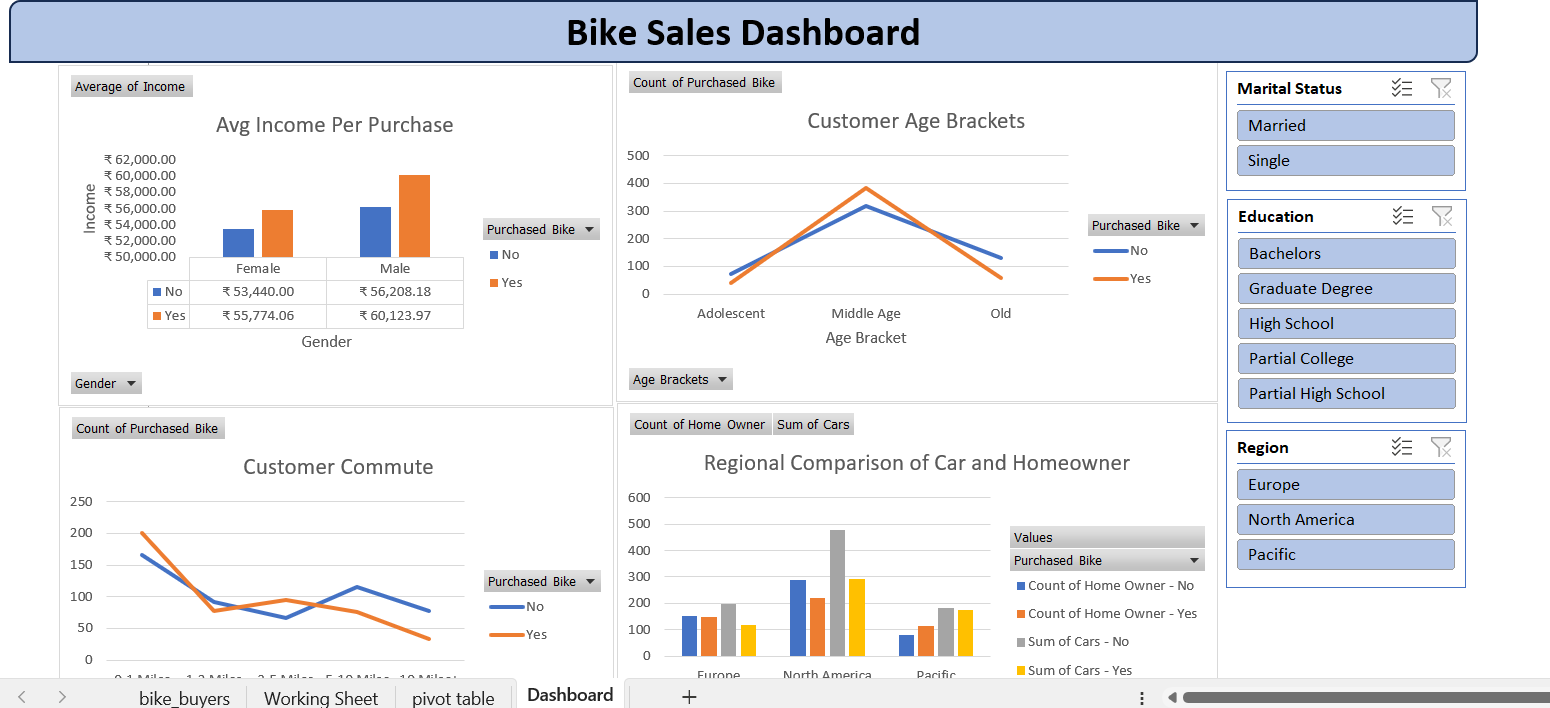 Bike Sales Dashboard
Average of Income
Avg Income Per Purchase
Income
₹ 62,000.00
₹ 60,000.00
₹ 58,000.00
₹ 56,000.00
₹ 54,000.00
₹ 52,000.00
₹ 50,000.00
Female Male
No ₹ 53,440.00 ₹ 56,208.18
Yes ₹ 55,774.06 ₹ 60,123.97
Gender
Purchased Bike
No
Yes
Gender
Count of Purchased Bike
Customer Age Brackets
500
400
300
200
100
0
Adolescent Middle Age Old
Age Bracket
Purchased Bike
No
Yes
Age Brackets
Count of Purchased Bike
Customer Commute
250
200
150
100
50
0
Purchased Bike
No
Yes
Count of Home Owner Sum of Cars
Regional Comparison of Car and Homeowner
600
500
400
300
200
100
0
Europe North America Pacific
Values
Purchased Bike
Count of Home Owner - No
Count of Home Owner - Yes
Sum of Cars - No
Sum of Cars - Yes
Marital Status
Married
Single
Education
Bachelors
Graduate Degree
High School
Partial College
Partial High School
Region
Europe
North America
Pacific
bike_buyers Working Sheet pivot table Dashboard